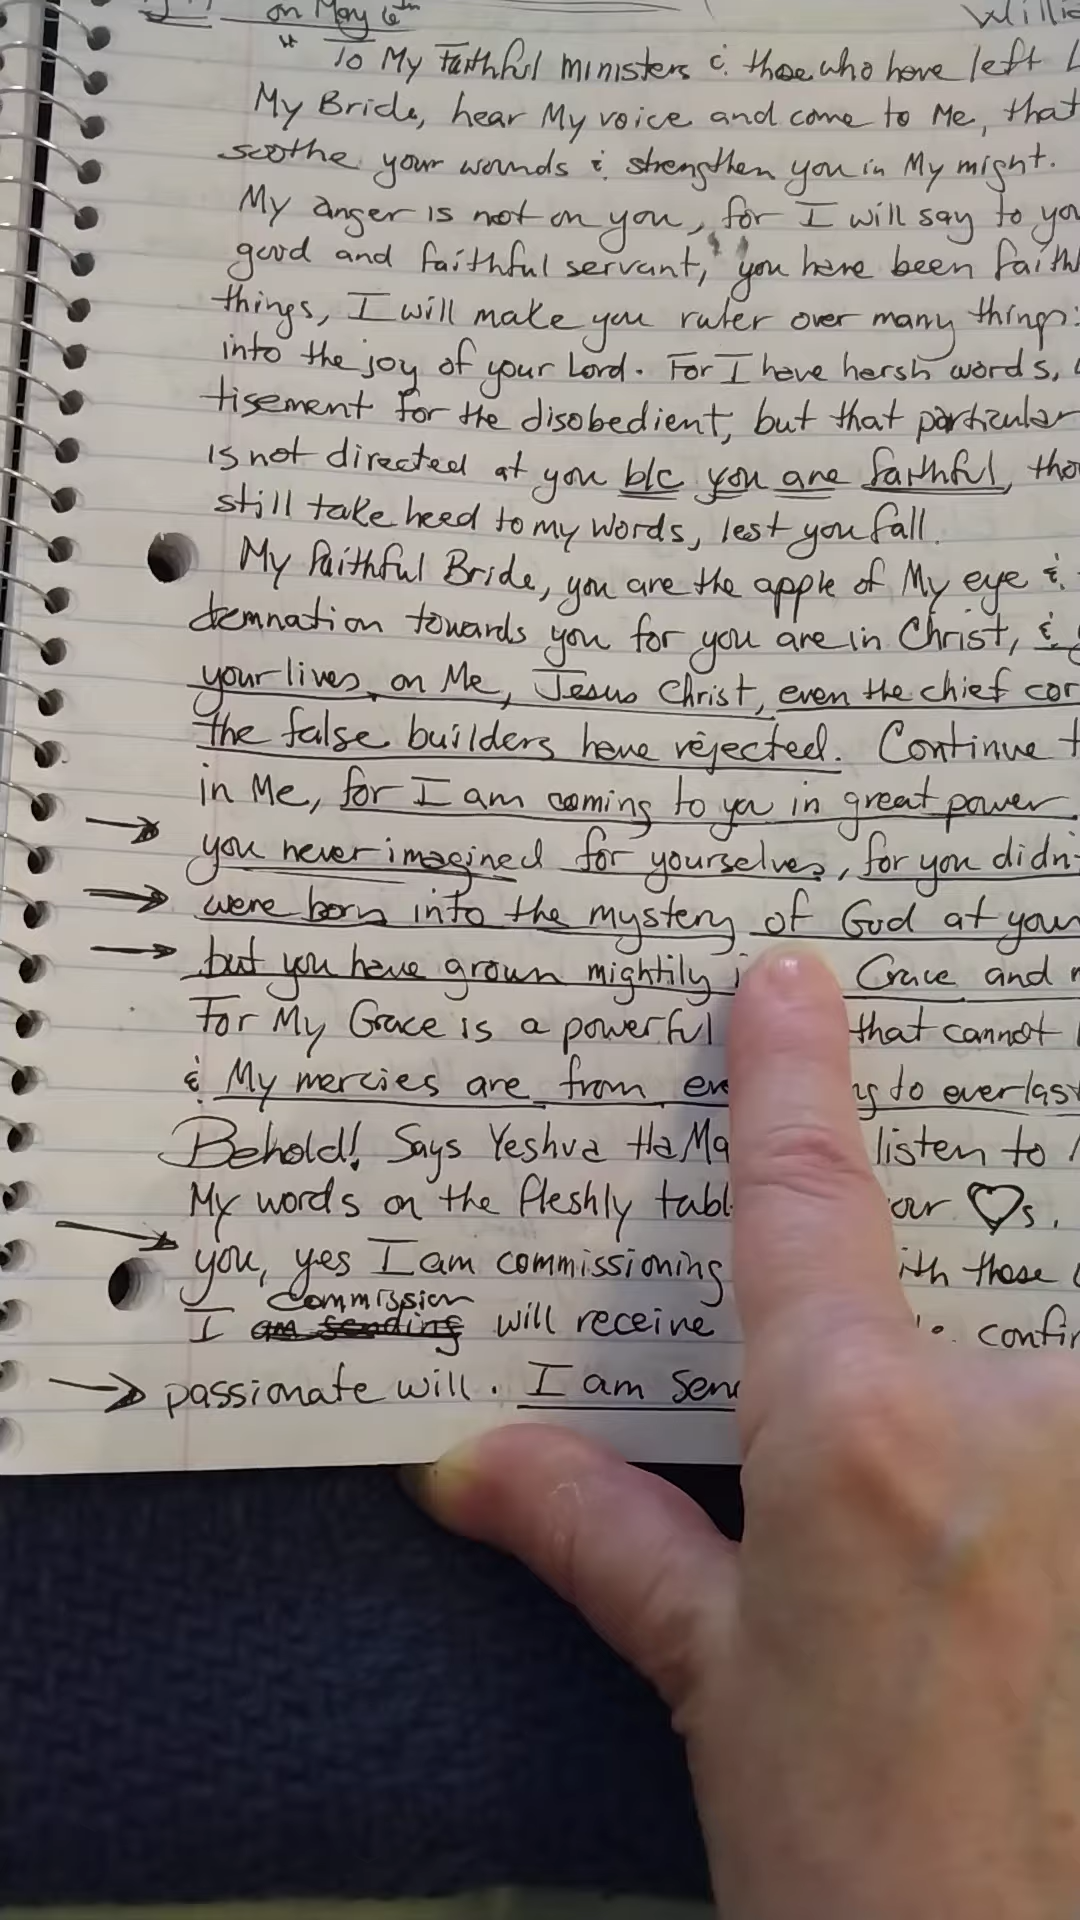 on May 6th
"To My Faithful ministers & those who have left
My Bride, hear My voice and come to Me, that
soothe your wounds & strengthen you in My might.
My anger is not on you, for I will say to you
good and faithful servant, you have been faith
things, I will make you ruler over many things:
into the joy of your Lord. For I have harsh words,
tisement for the disobedient, but that particular
is not directed at you b/c you are faithful, tho
still take heed to my words, lest you fall.
My Faithful Bride, you are the apple of My eye &
demnation towards you for you are in Christ, &
your lives on Me, Jesus Christ, even the chief cor
the false builders have rejected. Continue t
in Me, for I am coming to you in great power
→ you never imagined for yourselves, for you didn
→ were born into the mystery of God at your
→ but you have grown mightily Grace and
For My Grace is a powerful that cannot
& My mercies are from eve ng to everlast
Behold! Says Yeshua HaMa listen to
My words on the fleshly tabl our ♡s.
→ you, yes I am commissioning ith these
I am sending commission will receive confir
→ passionate will. I am sen